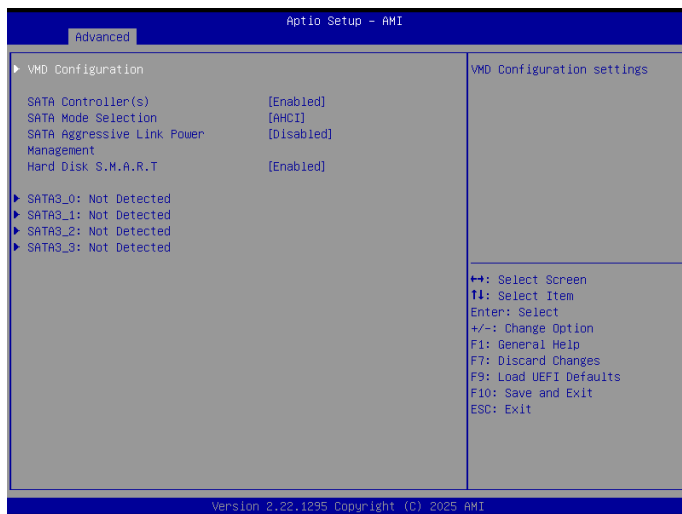 Aptio Setup – AMI
Advanced
▶ VMD Configuration
SATA Controller(s) [Enabled]
SATA Mode Selection [AHCI]
SATA Aggressive Link Power [Disabled]
Management
Hard Disk S.M.A.R.T [Enabled]
▶ SATA3_0: Not Detected
▶ SATA3_1: Not Detected
▶ SATA3_2: Not Detected
▶ SATA3_3: Not Detected
VMD Configuration settings
↔: Select Screen
↑↓: Select Item
Enter: Select
+/-: Change Option
F1: General Help
F7: Discard Changes
F9: Load UEFI Defaults
F10: Save and Exit
ESC: Exit
Version 2.22.1295 Copyright (C) 2025 AMI